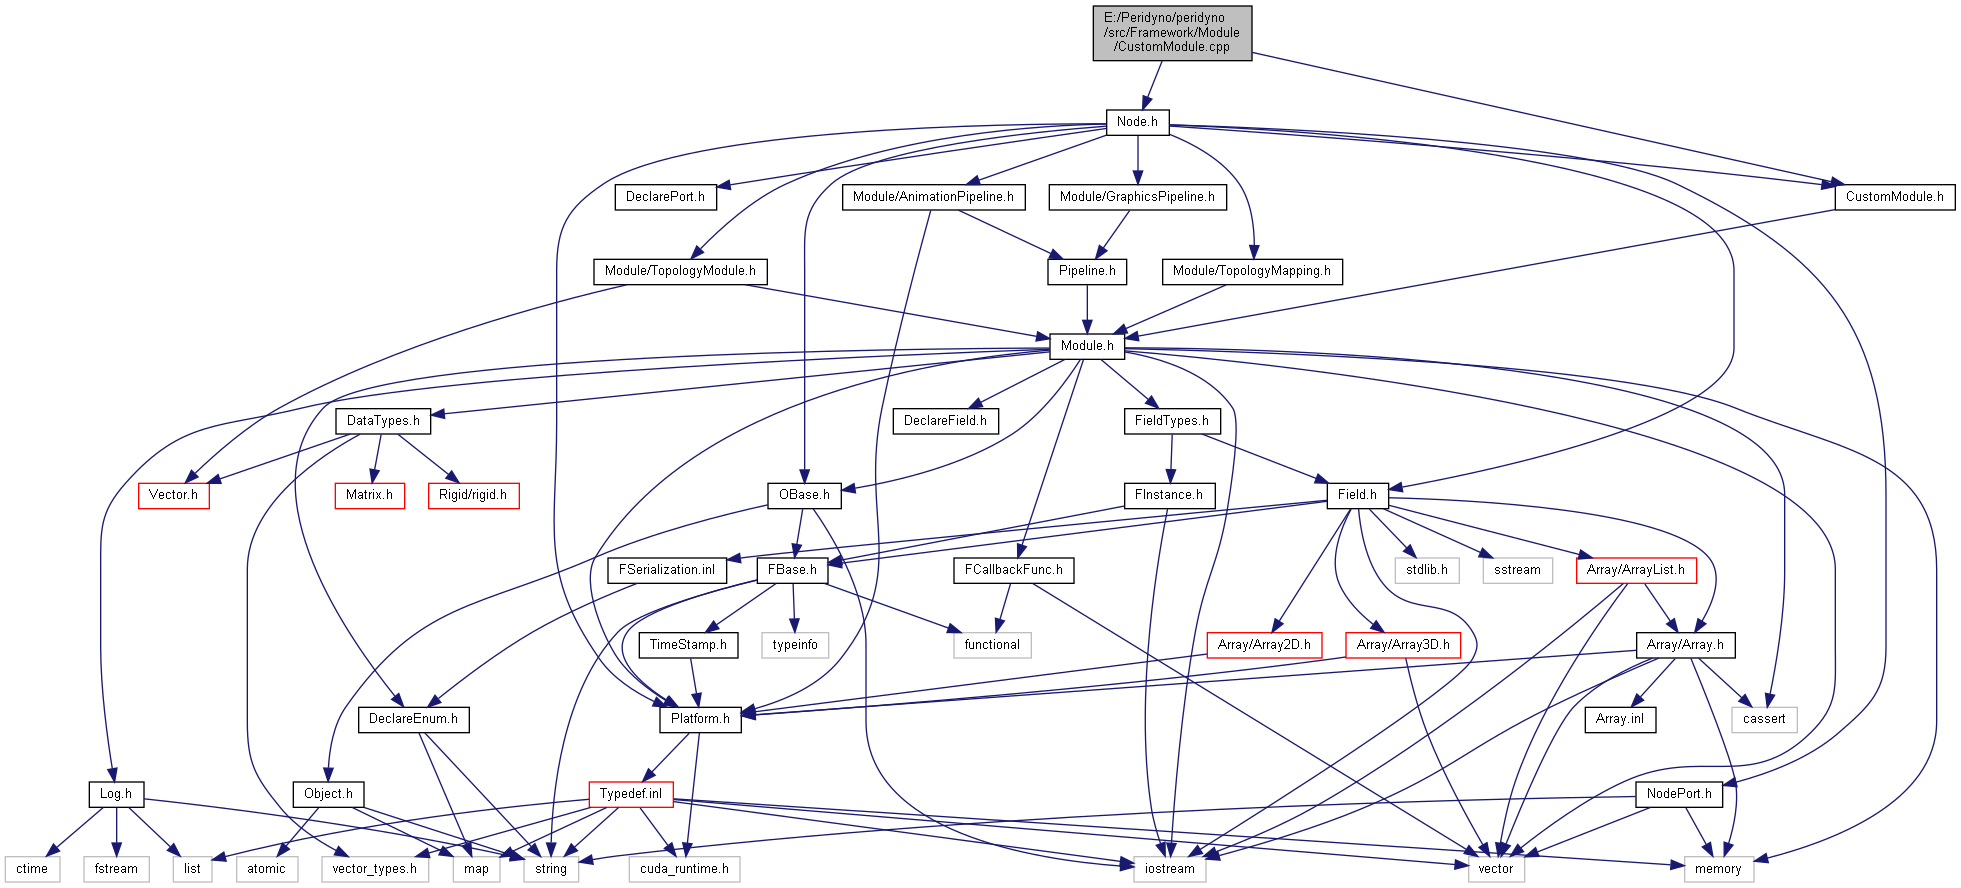 E:/Peridyno/peridyno
/src/Framework/Module
/CustomModule.cpp
Node.h
DeclarePort.h
Module/AnimationPipeline.h
Module/GraphicsPipeline.h
CustomModule.h
Module/TopologyModule.h
Pipeline.h
Module/TopologyMapping.h
Module.h
DataTypes.h
DeclareField.h
FieldTypes.h
Vector.h
Matrix.h
Rigid/rigid.h
OBase.h
FInstance.h
Field.h
FSerialization.inl
FBase.h
FCallbackFunc.h
stdlib.h
sstream
Array/ArrayList.h
TimeStamp.h
typeinfo
functional
Array/Array2D.h
Array/Array3D.h
Array/Array.h
DeclareEnum.h
Platform.h
Array.inl
cassert
Log.h
Object.h
Typedef.inl
NodePort.h
ctime
fstream
list
atomic
vector_types.h
map
string
cuda_runtime.h
iostream
vector
memory